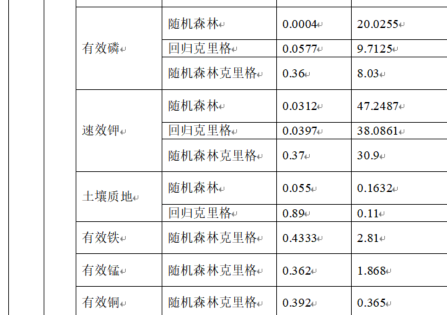 随机森林 0.0004 20.0255
有效磷 回归克里格 0.0577 9.7125
随机森林克里格 0.36 8.03
随机森林 0.0312 47.2487
速效钾 回归克里格 0.0397 38.0861
随机森林克里格 0.37 30.9
随机森林 0.055 0.1632
土壤质地
回归克里格 0.89 0.11
有效铁 随机森林克里格 0.4333 2.81
有效锰 随机森林克里格 0.362 1.868
有效铜 随机森林克里格 0.392 0.365